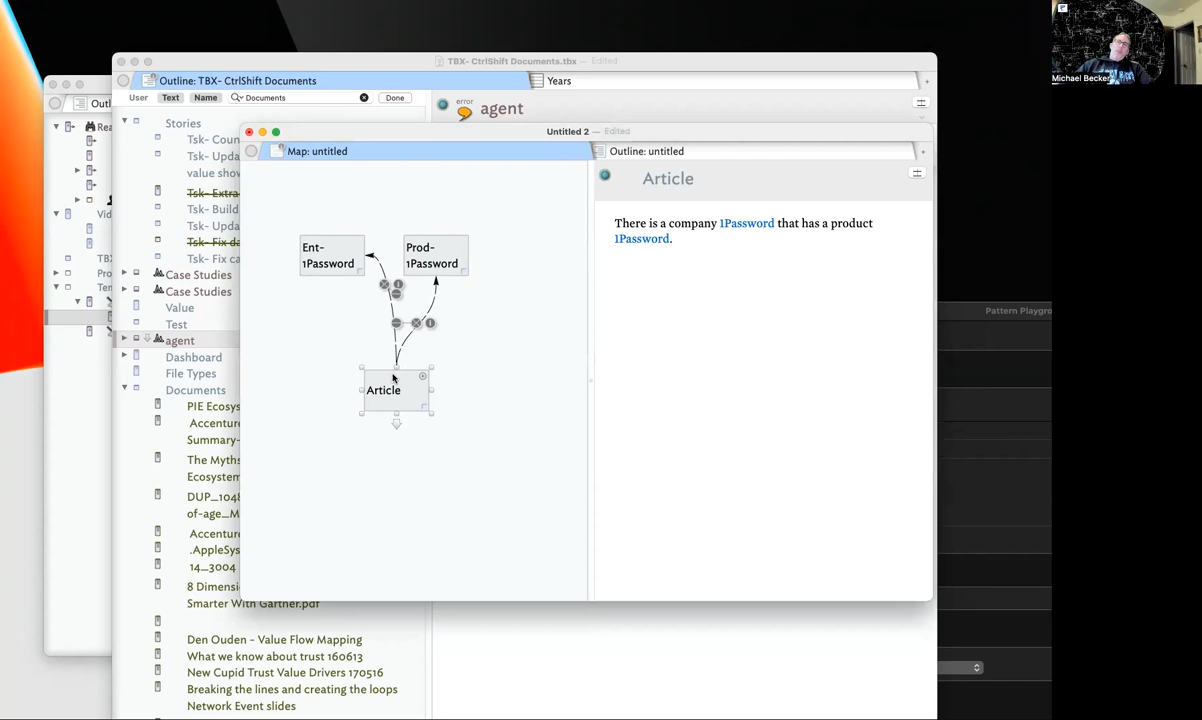 Michael Becker
TBX- CtrlShift Documents.tbx — Edited
Outline: TBX- CtrlShift Documents
Years
Outl
User
Text
Name
Documents
Done
error
agent
Rea
Stories
Tsk- Coun
Tsk- Upda
value show
Tsk- Extra
Tsk- Build
Tsk- Upda
Tsk- Fix da
Tsk- Fix ca
Case Studies
Case Studies
Value
Test
agent
Dashboard
File Types
Documents
PIE Ecosys
Accenture
Summary-
The Myths
Ecosystem
DUP_1048
of-age_M
Accenture
.AppleSys
14_3004
8 Dimensi
Smarter With Gartner.pdf
Den Ouden - Value Flow Mapping
What we know about trust 160613
New Cupid Trust Value Drivers 170516
Breaking the lines and creating the loops
Network Event slides
Vid
TBX
Pro
Ten
Untitled 2 — Edited
Map: untitled
Outline: untitled
Ent-
1Password
Prod-
1Password
Article
Article
There is a company 1Password that has a product
1Password.
Pattern Playgro